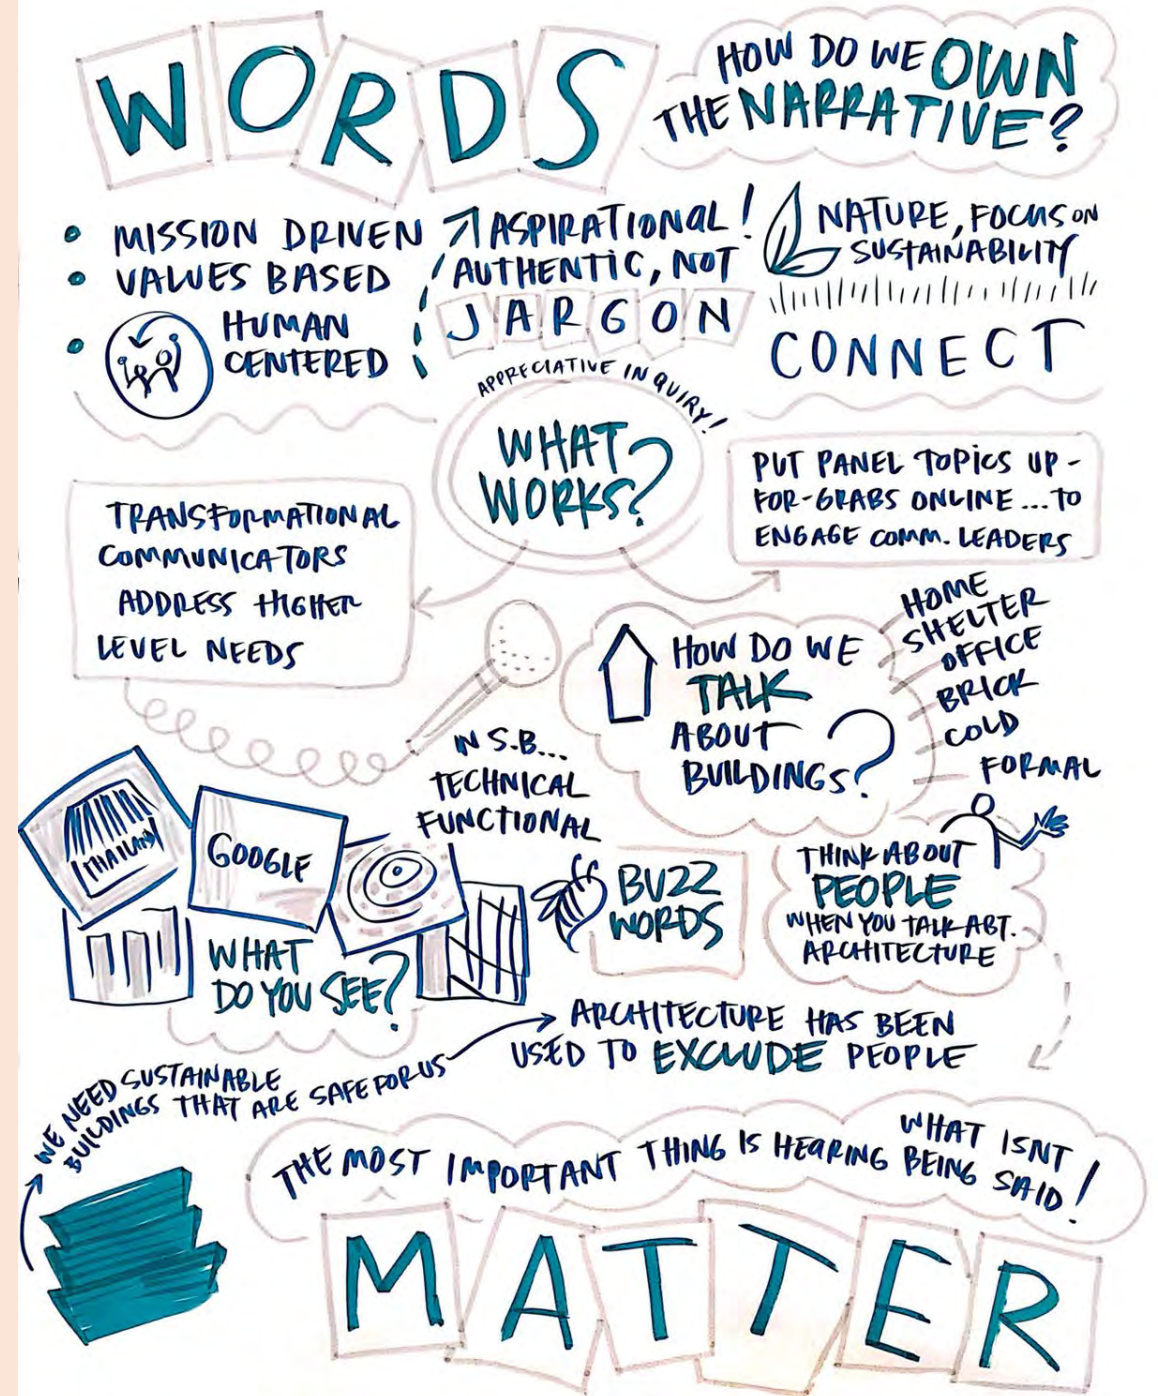 WORDS
HOW DO WE OWN
THE NARRATIVE?
MISSION DRIVEN
VALUES BASED
HUMAN
CENTERED
ASPIRATIONAL!
AUTHENTIC, NOT
JARGON
NATURE, FOCUS ON
SUSTAINABILITY
CONNECT
APPRECIATIVE INQUIRY!
WHAT
WORKS?
TRANSFORMATIONAL
COMMUNICATORS
ADDRESS HIGHER
LEVEL NEEDS
PUT PANEL TOPICS UP-
FOR-GRABS ONLINE...TO
ENGAGE COMM. LEADERS
HOW DO WE
TALK
ABOUT
BUILDINGS?
HOME
SHELTER
OFFICE
BRICK
COLD
FORMAL
IN S.B...
TECHNICAL
FUNCTIONAL
THAILAND
GOOGLE
WHAT
DO YOU SEE?
BUZZ
WORDS
THINK ABOUT
PEOPLE
WHEN YOU TALK ABT.
ARCHITECTURE
WE NEED SUSTAINABLE
BUILDINGS THAT ARE SAFE FOR US
ARCHITECTURE HAS BEEN
USED TO EXCLUDE PEOPLE
THE MOST IMPORTANT THING IS HEARING WHAT ISN'T
BEING SAID!
MATTER